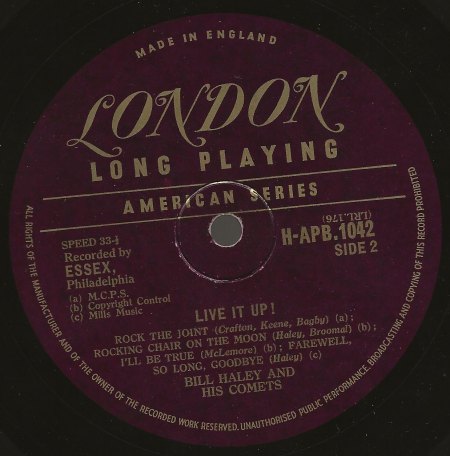 MADE IN ENGLAND
LONDON
LONG PLAYING
AMERICAN SERIES
SPEED 33⅓
Recorded by
ESSEX,
Philadelphia
(a) M.C.P.S.
(b) Copyright Control
(c) Mills Music
(LRL.176)
H-APB.1042
SIDE 2
LIVE IT UP!
ROCK THE JOINT (Crafton, Keene, Bagby) (a);
ROCKING CHAIR ON THE MOON (Haley, Broomal) (b);
I'LL BE TRUE (McLemore) (b); FAREWELL,
SO LONG, GOODBYE (Haley) (c)
BILL HALEY AND
HIS COMETS
ALL RIGHTS OF THE MANUFACTURER AND OF THE OWNER OF THE RECORDED WORK RESERVED. UNAUTHORISED PUBLIC PERFORMANCE, BROADCASTING AND COPYING OF THIS RECORD PROHIBITED